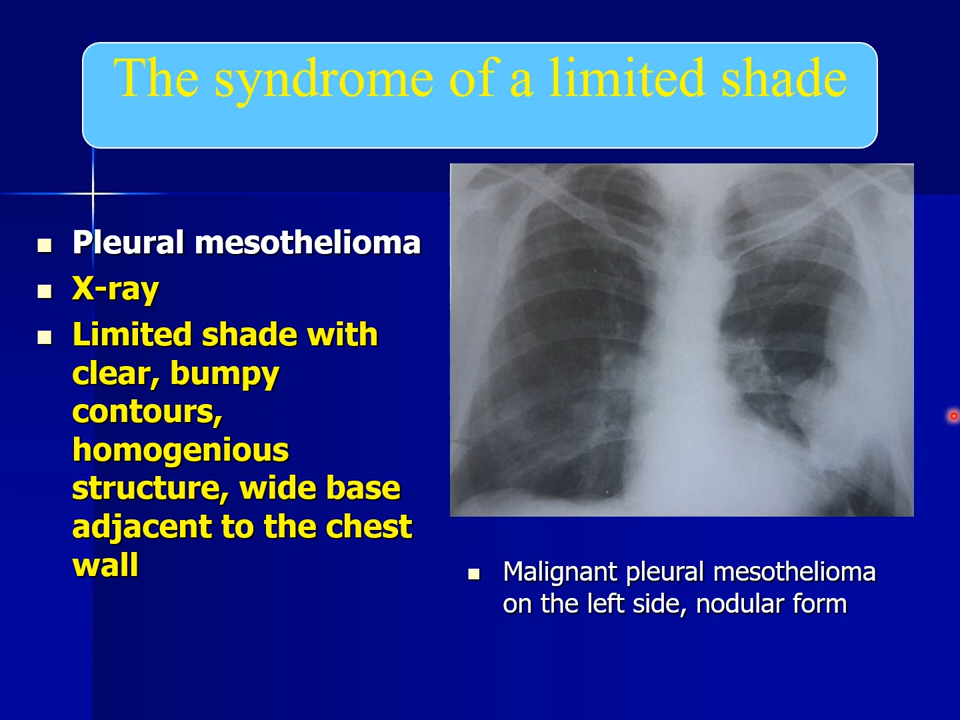 The syndrome of a limited shade
Pleural mesothelioma
X-ray
Limited shade with
clear, bumpy
contours,
homogenious
structure, wide base
adjacent to the chest
wall
Malignant pleural mesothelioma
on the left side, nodular form